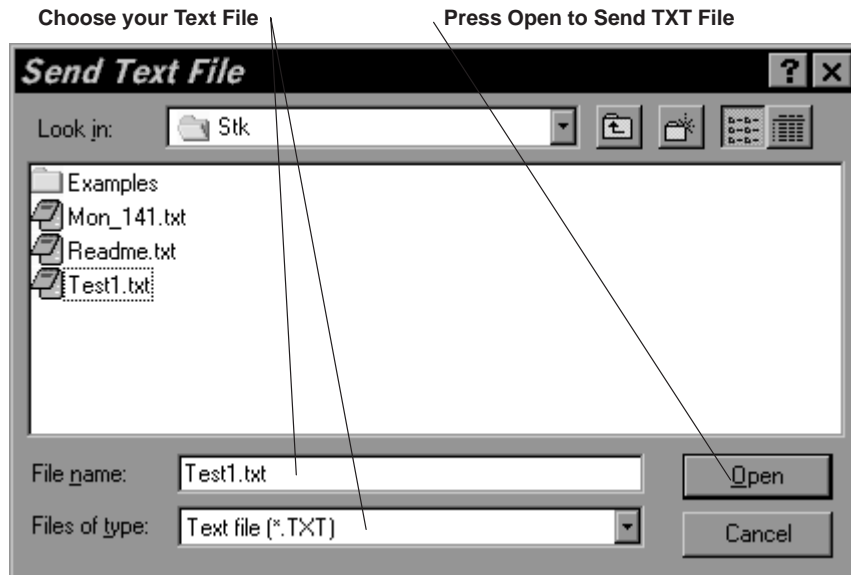 Choose your Text File
Press Open to Send TXT File
Send Text File
Look in:
Stk
Examples
Mon_141.txt
Readme.txt
Test1.txt
File name:
Test1.txt
Open
Files of type:
Text file (*.TXT)
Cancel